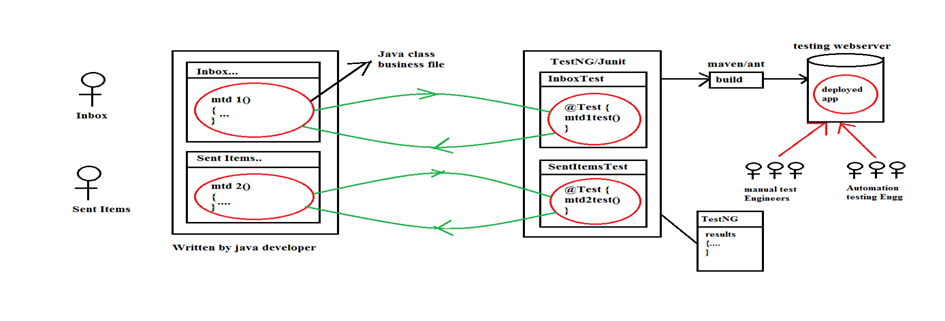 Inbox
Sent Items
Java class
business file
Inbox...
mtd 1()
{ ...
}
Sent Items..
mtd 2()
{....
}
Written by java developer
TestNG/Junit
InboxTest
@Test {
mtd1test()
}
SentItemsTest
@Test {
mtd2test()
}
TestNG
results
{....
}
maven/ant
build
testing webserver
deployed
app
manual test
Engineers
Automation
testing Engg